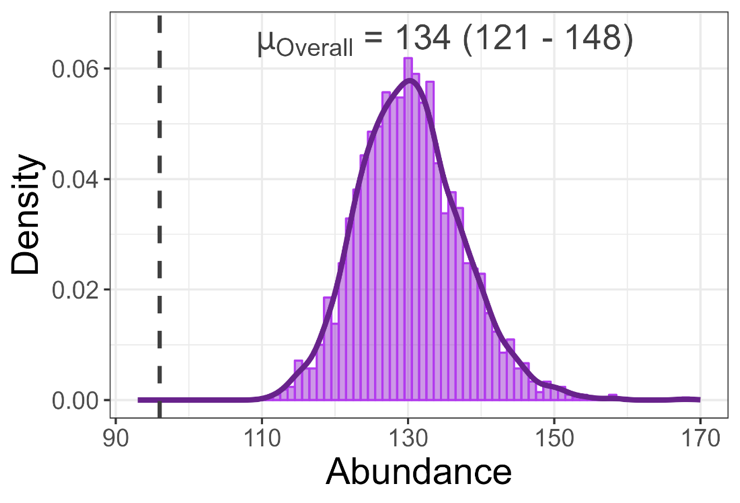 μOverall = 134 (121 - 148)
0.06
0.04
0.02
0.00
Density
90 110 130 150 170
Abundance